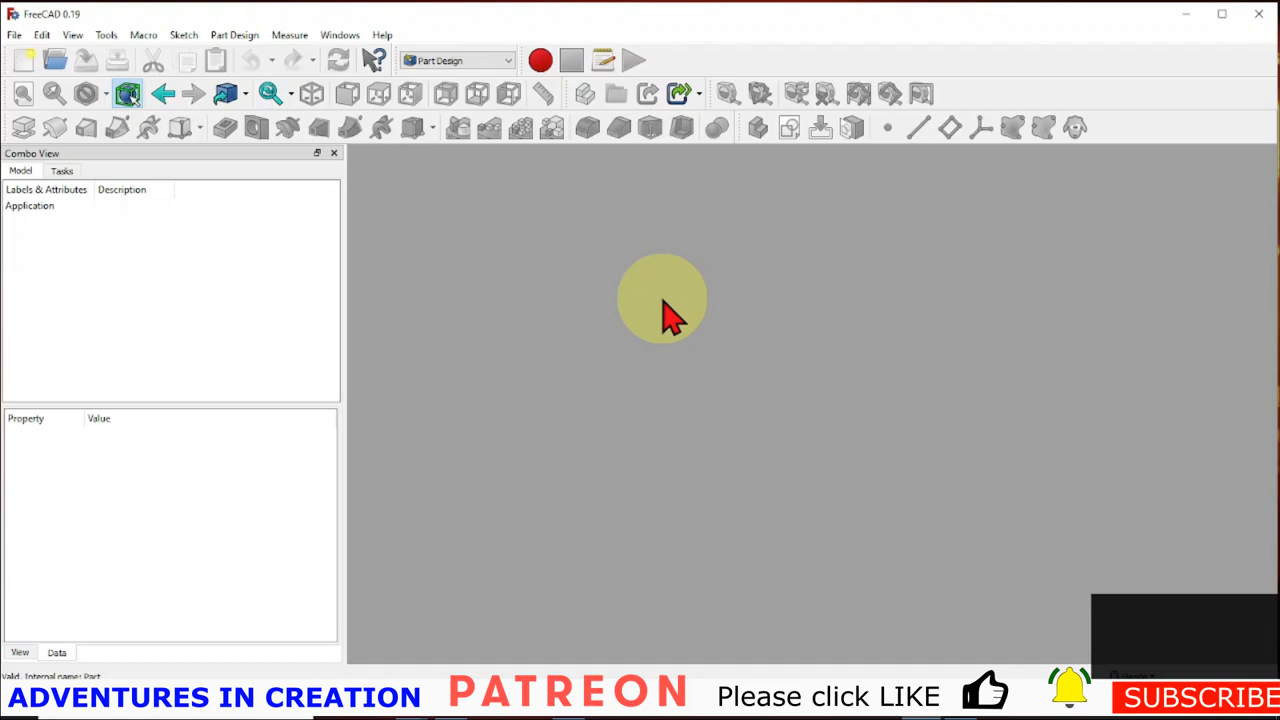 FreeCAD 0.19
File Edit View Tools Macro Sketch Part Design Measure Windows Help
Part Design
Combo View
Model Tasks
Labels & Attributes Description
Application
Property Value
View Data
Valid, Internal name: Part
ADVENTURES IN CREATION PATREON Please click LIKE SUBSCRIBE